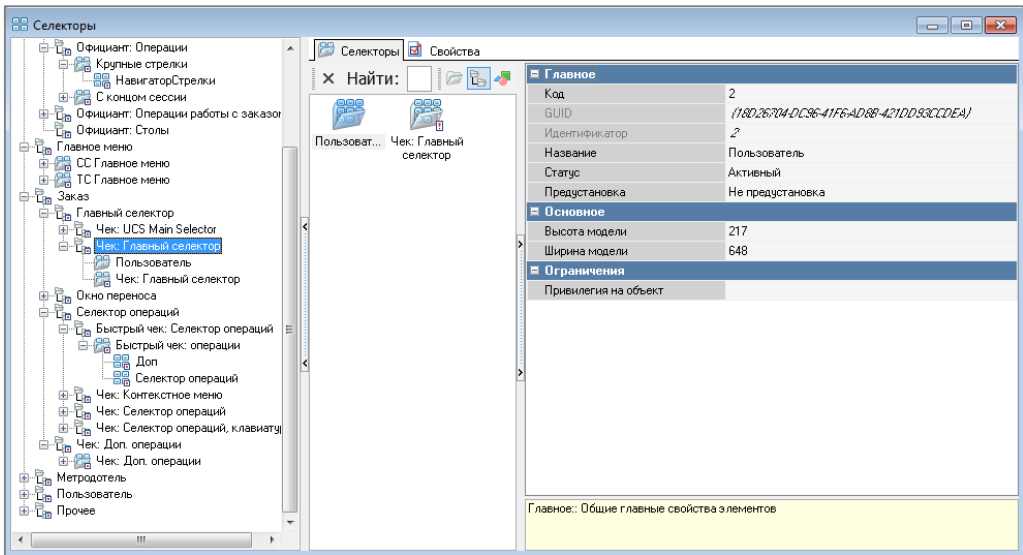 Селекторы
Официант: Операции
Крупные стрелки
НавигаторСтрелки
С концом сессии
Официант: Операции работы с заказом
Официант: Столы
Главное меню
СС Главное меню
ТС Главное меню
Заказ
Главный селектор
Чек: UCS Main Selector
Чек: Главный селектор
Пользователь
Чек: Главный селектор
Окно переноса
Селектор операций
Быстрый чек: Селектор операций
Быстрый чек: операции
Доп
Селектор операций
Чек: Контекстное меню
Чек: Селектор операций
Чек: Селектор операций, клавиатур
Чек: Доп. операции
Чек: Доп. операции
Метродотель
Пользователь
Прочее
Селекторы Свойства
Найти:
Пользоват... Чек: Главный
селектор
Главное
Код 2
GUID {18D26704-DC96-41F6-AD8B-421DD93CCDEA}
Идентификатор 2
Название Пользователь
Статус Активный
Предустановка Не предустановка
Основное
Высота модели 217
Ширина модели 648
Ограничения
Привилегия на объект
Главное:: Общие главные свойства элементов